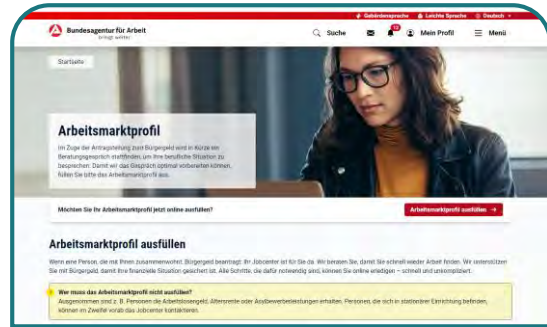 Gebärdensprache Leichte Sprache Deutsch
Bundesagentur für Arbeit
bringt weiter.
Suche Mein Profil Menü
Startseite
Arbeitsmarktprofil
Im Zuge der Antragstellung zum Bürgergeld wird in Kürze ein
Beratungsgespräch stattfinden, um Ihre berufliche Situation zu
besprechen. Damit wir das Gespräch optimal vorbereiten können,
füllen Sie bitte das Arbeitsmarktprofil aus.
Möchten Sie Ihr Arbeitsmarktprofil jetzt online ausfüllen? Arbeitsmarktprofil ausfüllen →
Arbeitsmarktprofil ausfüllen
Wenn eine Person, die mit Ihnen zusammenwohnt, Bürgergeld beantragt: Ihr Jobcenter ist für Sie da. Wir beraten Sie, damit Sie schnell wieder Arbeit finden. Wir unterstützen
Sie mit Bürgergeld, damit Ihre finanzielle Situation gesichert ist. Alle Schritte, die dafür notwendig sind, können Sie online erledigen – schnell und unkompliziert.
Wer muss das Arbeitsmarktprofil nicht ausfüllen?
Ausgenommen sind z. B. Personen die Arbeitslosengeld, Altersrente oder Asylbewerberleistungen erhalten. Personen, die sich in stationärer Einrichtung befinden,
können im Zweifel vorab das Jobcenter kontaktieren.